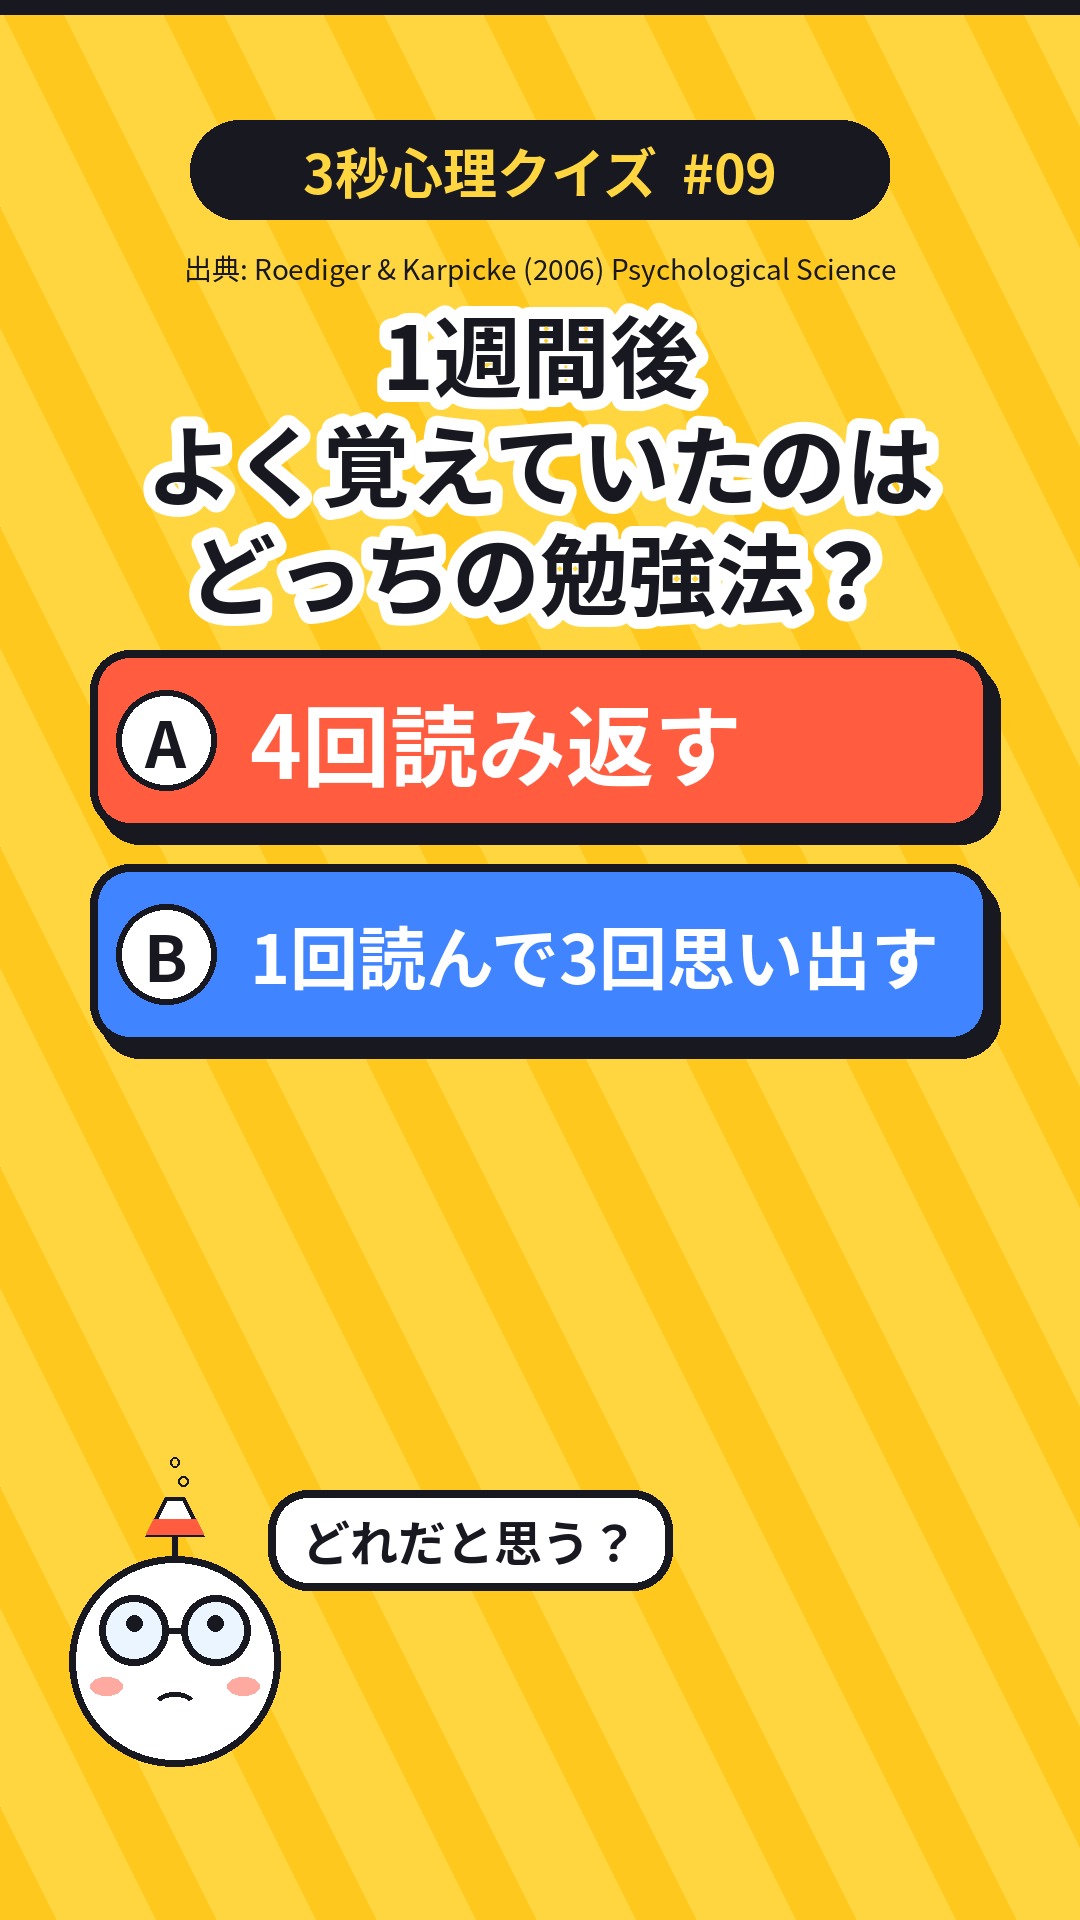 3秒心理クイズ #09
出典: Roediger & Karpicke (2006) Psychological Science
1週間後
よく覚えていたのは
どっちの勉強法？
A 4回読み返す
B 1回読んで3回思い出す
どれだと思う？